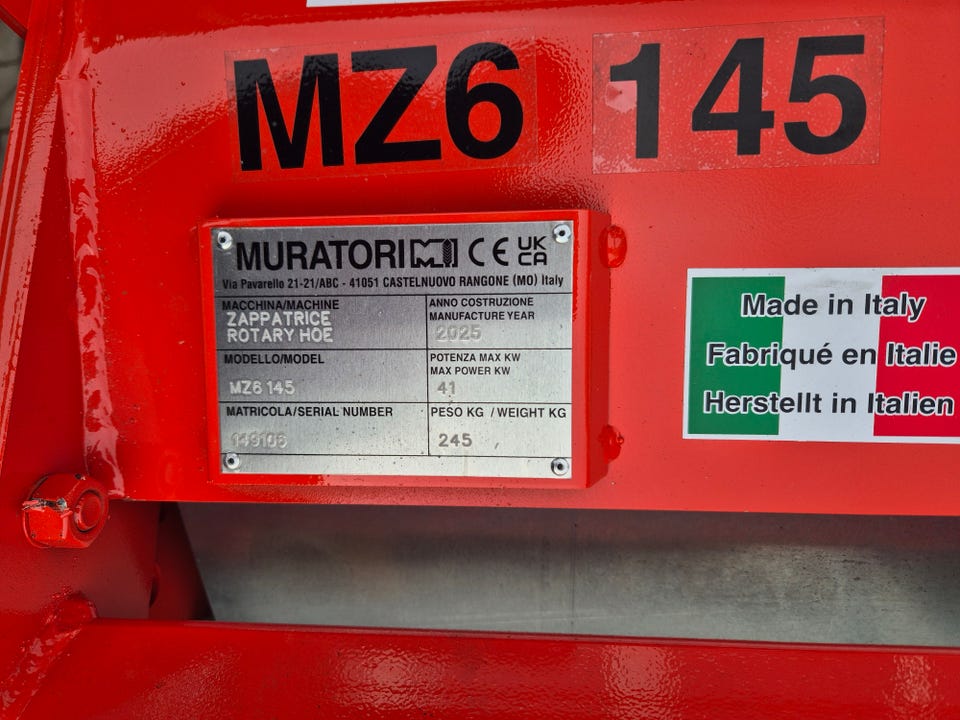 MZ6 145
MURATORI CE UKCA
Via Pavarello 21-21/ABC - 41051 CASTELNUOVO RANGONE (MO) Italy
MACCHINA/MACHINE
ZAPPATRICE
ROTARY HOE
ANNO COSTRUZIONE
MANUFACTURE YEAR
2025
MODELLO/MODEL
MZ6 145
POTENZA MAX KW
MAX POWER KW
41
MATRICOLA/SERIAL NUMBER
PESO KG / WEIGHT KG
245
Made in Italy
Fabriqué en Italie
Herstellt in Italien